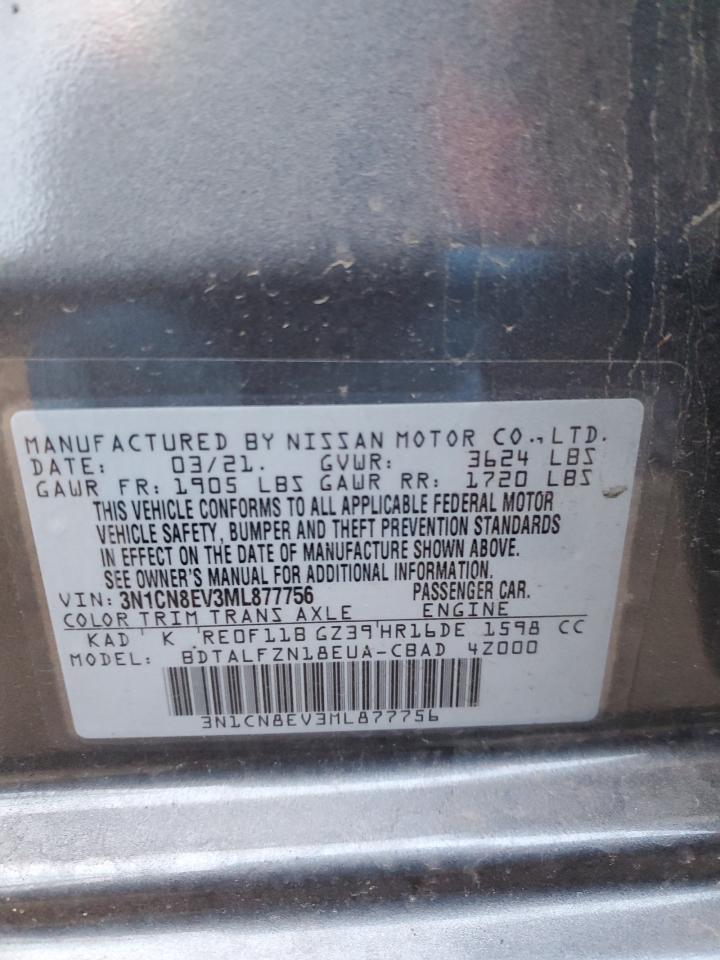 MANUFACTURED BY NISSAN MOTOR CO., LTD.
DATE: 03/21. GVWR: 3624 LBS
GAWR FR: 1905 LBS GAWR RR: 1720 LBS
THIS VEHICLE CONFORMS TO ALL APPLICABLE FEDERAL MOTOR
VEHICLE SAFETY, BUMPER AND THEFT PREVENTION STANDARDS
IN EFFECT ON THE DATE OF MANUFACTURE SHOWN ABOVE.
SEE OWNER'S MANUAL FOR ADDITIONAL INFORMATION.
VIN: 3N1CN8EV3ML877756 PASSENGER CAR.
COLOR TRIM TRANS AXLE ENGINE
KAD K RE0F11B GZ39 HR16DE 1598 CC
MODEL: BDTALFZN18EUA-CBAD 4Z000
3N1CN8EV3ML877756